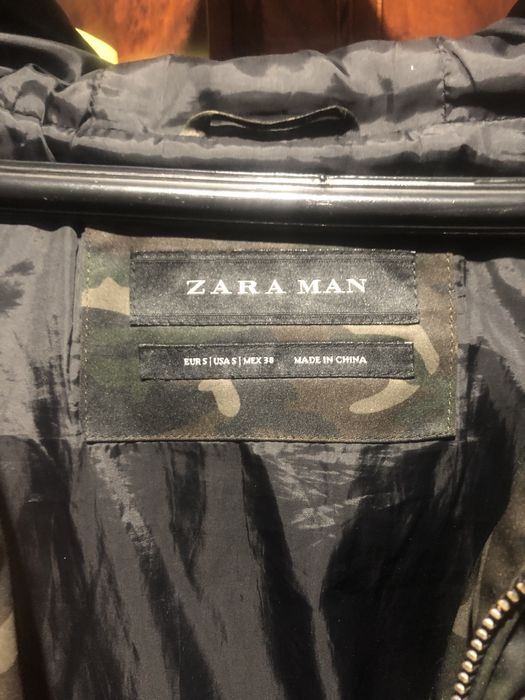 ZARA MAN
EUR S | USA S | MEX 38 MADE IN CHINA